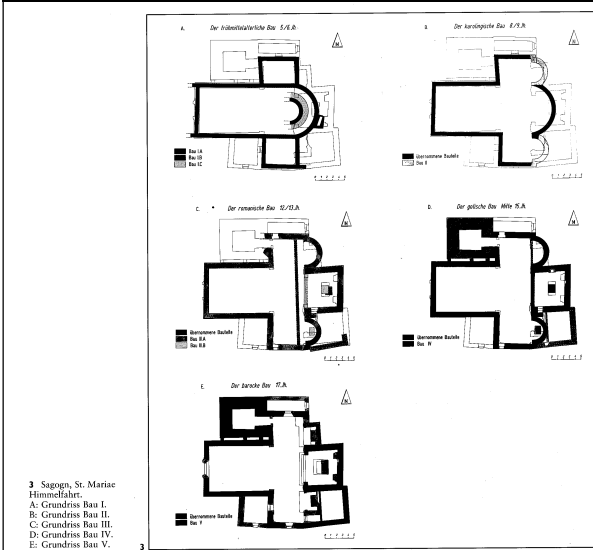 A. Der frühmittelalterliche Bau 5./6. Jh.
N
Bau I.A
Bau I.B
Bau I.C
B. Der karolingische Bau 8./9. Jh.
N
übernommene Bauteile
Bau II
C. Der romanische Bau 12./13. Jh.
N
übernommene Bauteile
Bau III.A
Bau III.B
D. Der gotische Bau Mitte 15. Jh.
N
übernommene Bauteile
Bau IV
E. Der barocke Bau 17. Jh.
N
übernommene Bauteile
Bau V
3 Sagogn, St. Mariae
Himmelfahrt.
A: Grundriss Bau I.
B: Grundriss Bau II.
C: Grundriss Bau III.
D: Grundriss Bau IV.
E: Grundriss Bau V.
3